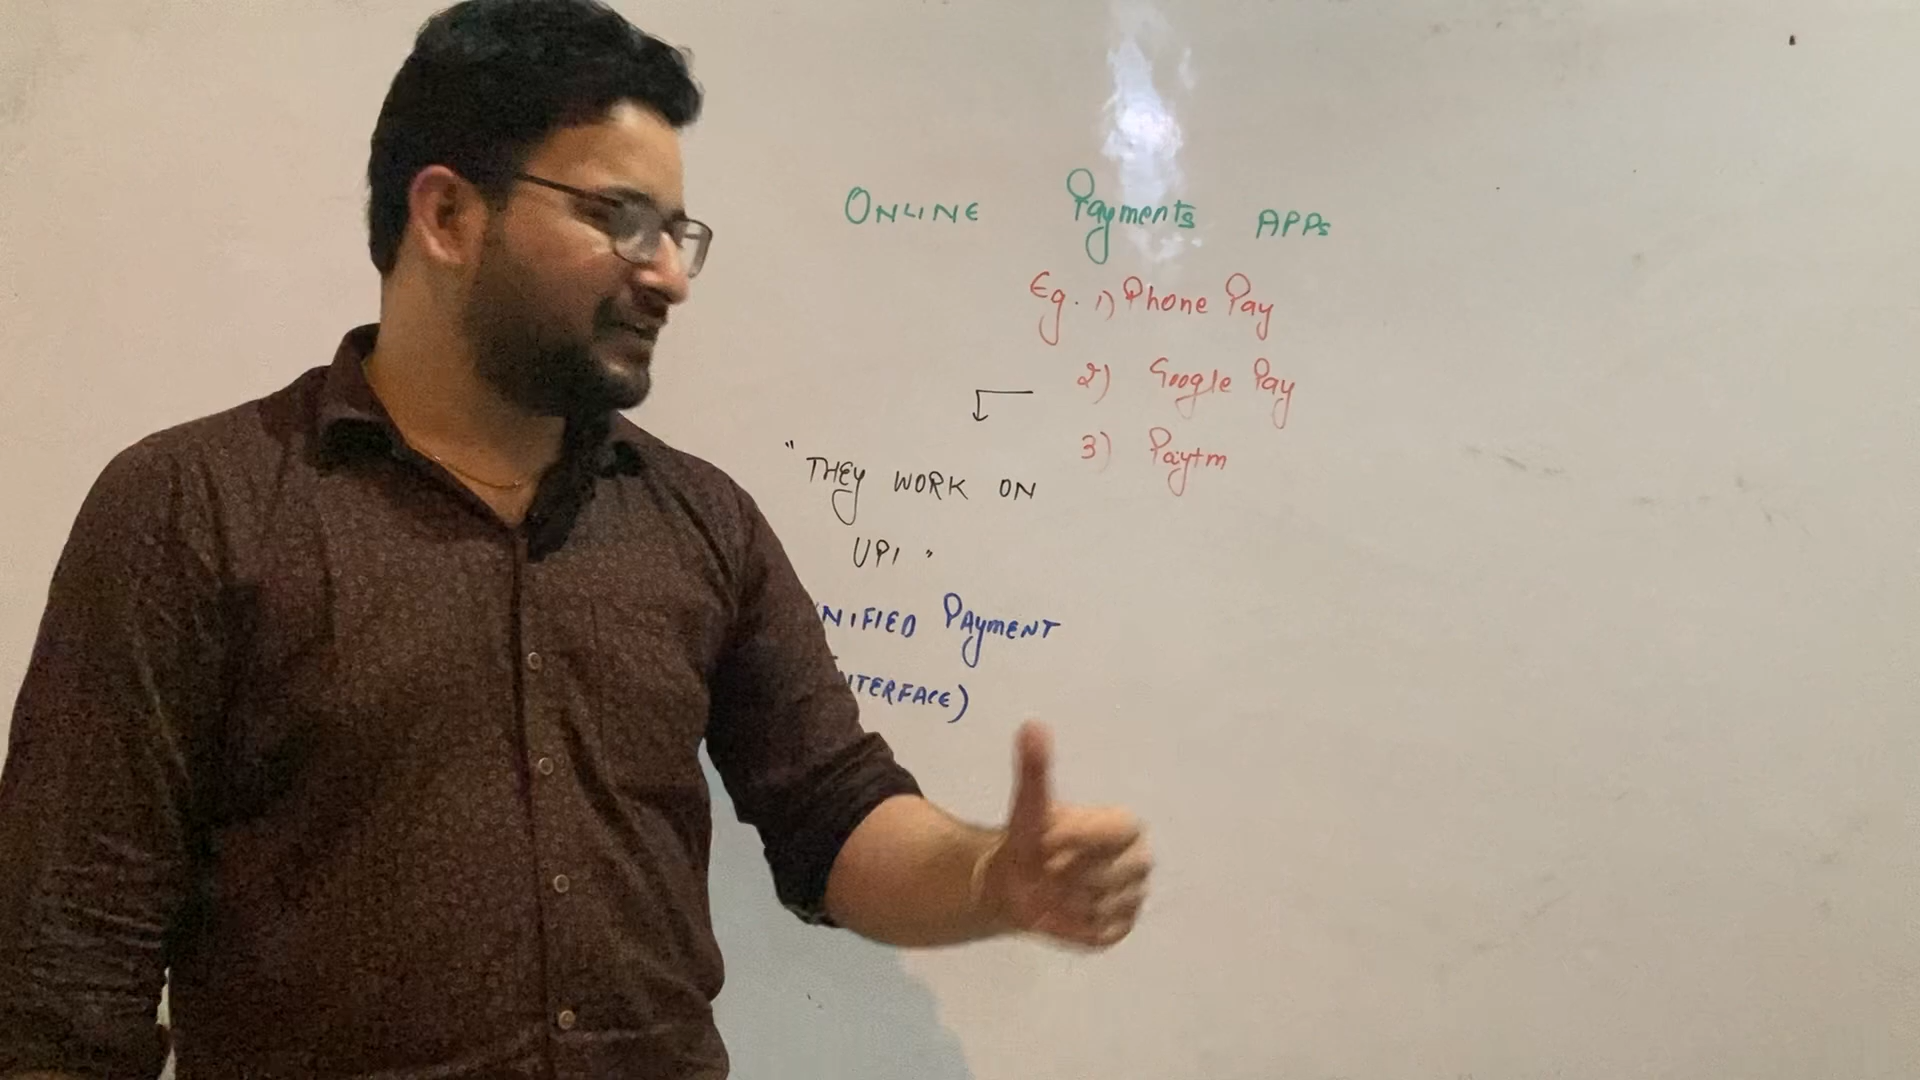 ONLINE Payments APPs
Eg. 1) Phone Pay
2) Google Pay
3) Paytm
"THEY WORK ON
UPI"
NIFIED PAYMENT
NTERFACE)